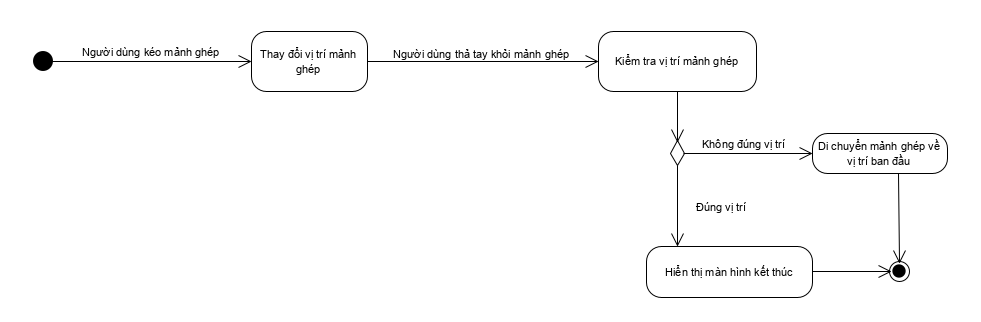 Người dùng kéo mảnh ghép
Thay đổi vị trí mảnh
ghép
Người dùng thả tay khỏi mảnh ghép
Kiểm tra vị trí mảnh ghép
Không đúng vị trí
Di chuyển mảnh ghép về
vị trí ban đầu
Đúng vị trí
Hiển thị màn hình kết thúc